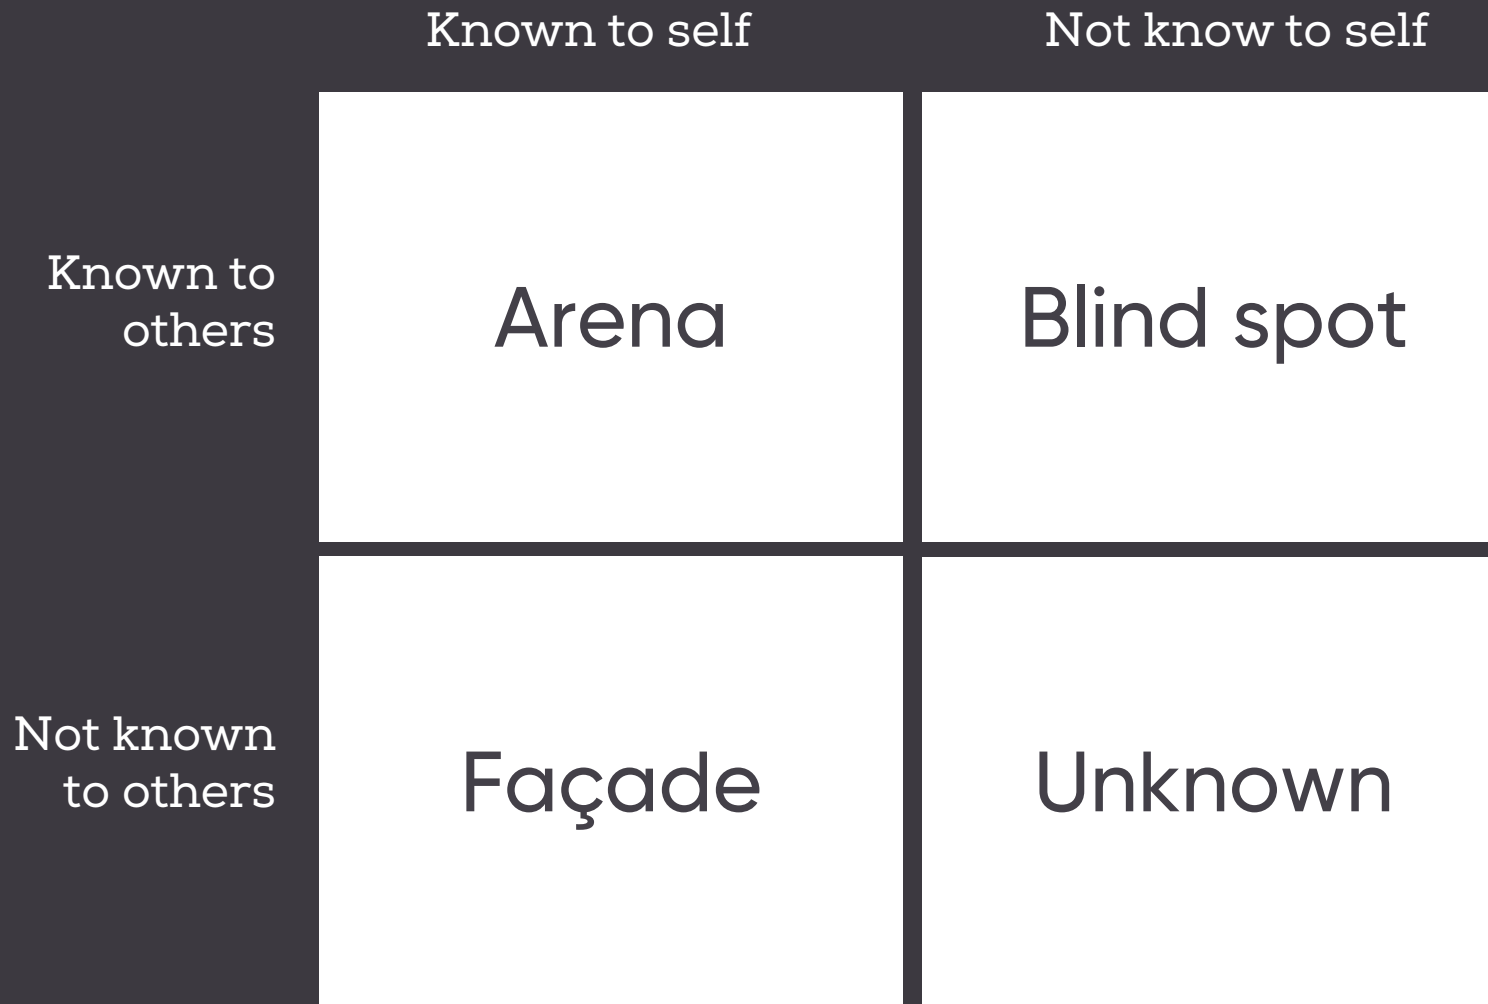 Known to self
Not know to self
Known to
others
Arena
Blind spot
Not known
to others
Façade
Unknown